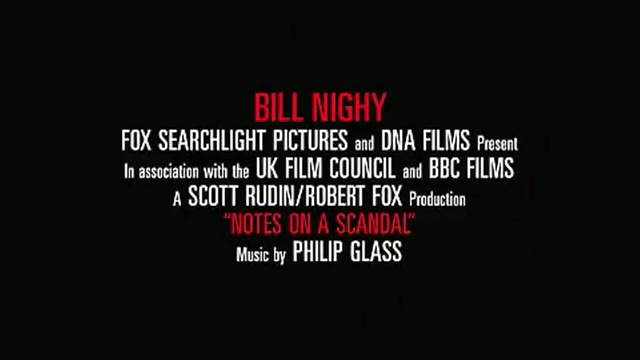 BILL NIGHY
FOX SEARCHLIGHT PICTURES and DNA FILMS Present
In association with the UK FILM COUNCIL and BBC FILMS
A SCOTT RUDIN/ROBERT FOX Production
"NOTES ON A SCANDAL"
Music by PHILIP GLASS